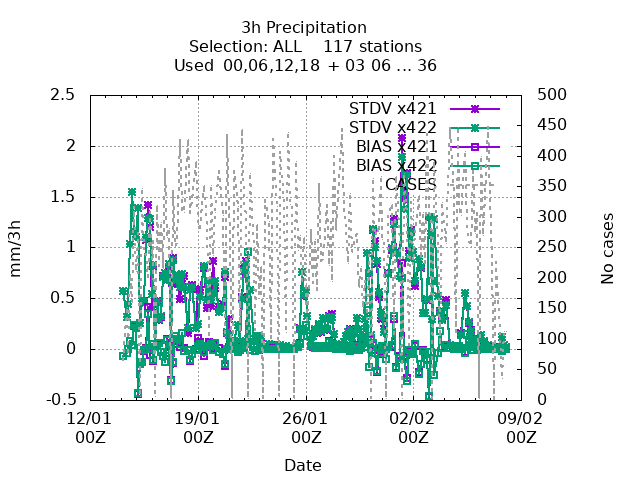 3h Precipitation
Selection: ALL 117 stations
Used 00,06,12,18 + 03 06 ... 36
STDV x421
STDV x422
BIAS x421
BIAS x422
CASES
mm/3h
2.5
2
1.5
1
0.5
0
-0.5
No cases
500
450
400
350
300
250
200
150
100
50
0
12/01 19/01 26/01 02/02 09/02
00Z 00Z 00Z 00Z 00Z
Date